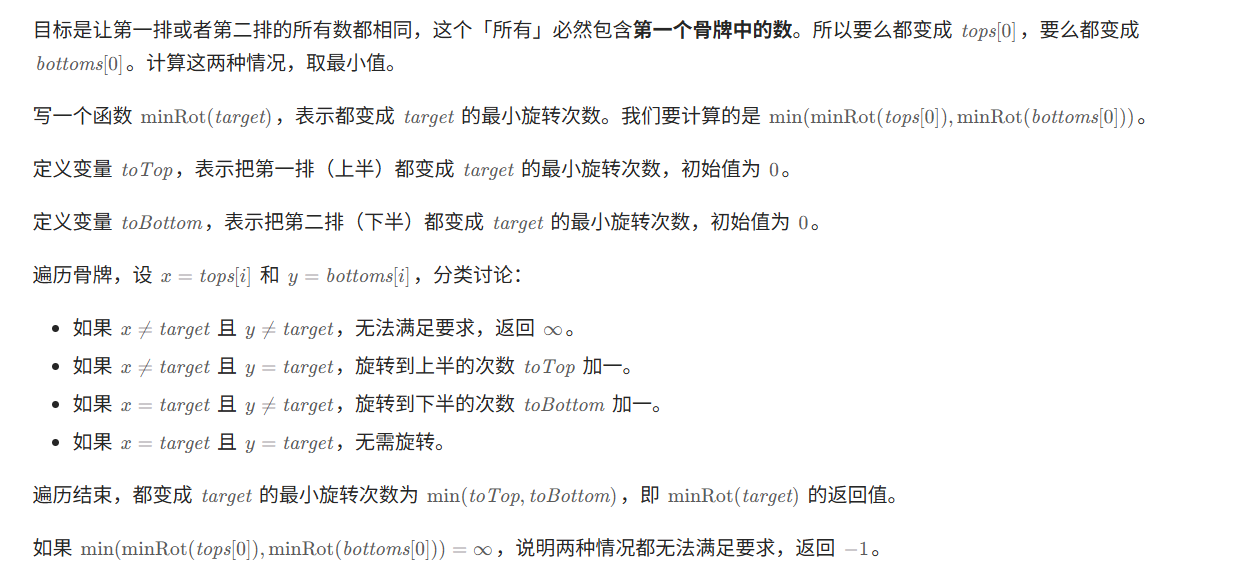 目标是让第一排或者第二排的所有数都相同，这个「所有」必然包含第一个骨牌中的数。所以要么都变成 tops[0]，要么都变成
bottoms[0]。计算这两种情况，取最小值。
写一个函数 minRot(target)，表示都变成 target 的最小旋转次数。我们要计算的是 min(minRot(tops[0]), minRot(bottoms[0]))。
定义变量 toTop，表示把第一排（上半）都变成 target 的最小旋转次数，初始值为 0。
定义变量 toBottom，表示把第二排（下半）都变成 target 的最小旋转次数，初始值为 0。
遍历骨牌，设 x = tops[i] 和 y = bottoms[i]，分类讨论：
• 如果 x ≠ target 且 y ≠ target，无法满足要求，返回 ∞。
• 如果 x ≠ target 且 y = target，旋转到上半的次数 toTop 加一。
• 如果 x = target 且 y ≠ target，旋转到下半的次数 toBottom 加一。
• 如果 x = target 且 y = target，无需旋转。
遍历结束，都变成 target 的最小旋转次数为 min(toTop, toBottom)，即 minRot(target) 的返回值。
如果 min(minRot(tops[0]), minRot(bottoms[0])) = ∞，说明两种情况都无法满足要求，返回 −1。